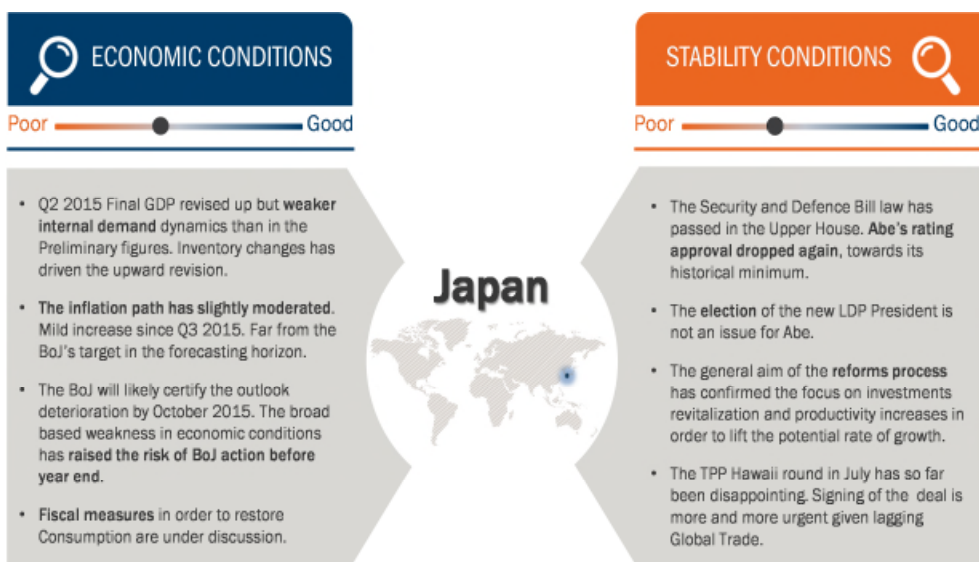 ECONOMIC CONDITIONS
Poor
Good
• Q2 2015 Final GDP revised up but weaker
internal demand dynamics than in the
Preliminary figures. Inventory changes has
driven the upward revision.
• The inflation path has slightly moderated.
Mild increase since Q3 2015. Far from the
BoJ's target in the forecasting horizon.
• The BoJ will likely certify the outlook
deterioration by October 2015. The broad
based weakness in economic conditions
has raised the risk of BoJ action before
year end.
• Fiscal measures in order to restore
Consumption are under discussion.
Japan
STABILITY CONDITIONS
Poor
Good
• The Security and Defence Bill law has
passed in the Upper House. Abe's rating
approval dropped again, towards its
historical minimum.
• The election of the new LDP President is
not an issue for Abe.
• The general aim of the reforms process
has confirmed the focus on investments
revitalization and productivity increases in
order to lift the potential rate of growth.
• The TPP Hawaii round in July has so far
been disappointing. Signing of the deal is
more and more urgent given lagging
Global Trade.